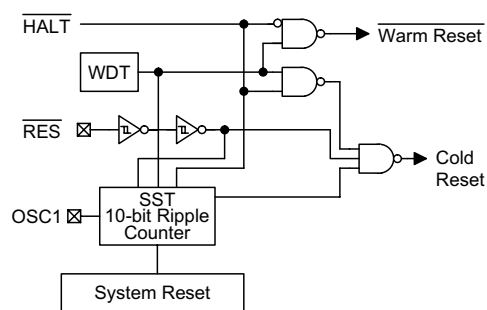 HALT
Warm Reset
WDT
RES
Cold
Reset
SST
10-bit Ripple
Counter
OSC1
System Reset